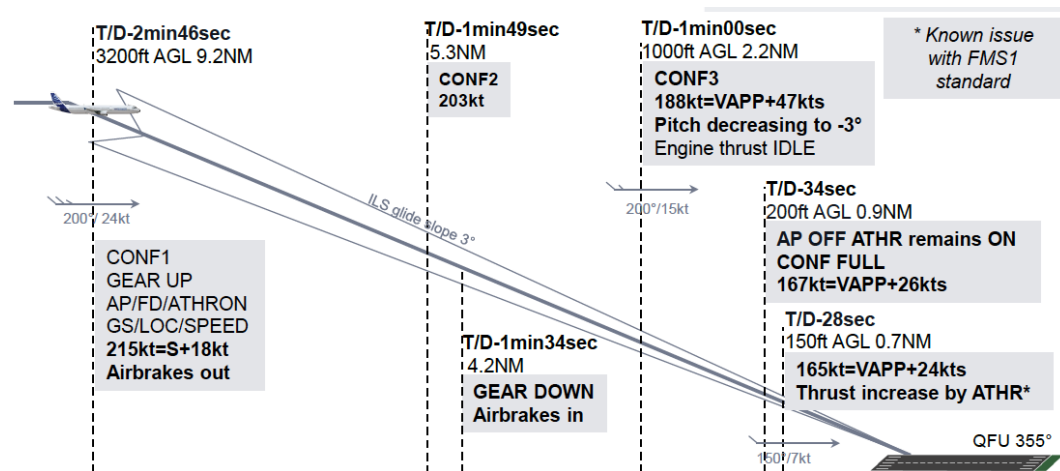 T/D-2min46sec
3200ft AGL 9.2NM
T/D-1min49sec
5.3NM
CONF2
203kt
T/D-1min00sec
1000ft AGL 2.2NM
CONF3
188kt=VAPP+47kts
Pitch decreasing to -3°
Engine thrust IDLE
* Known issue
with FMS1
standard
200°/ 24kt
ILS glide slope 3°
200°/15kt
CONF1
GEAR UP
AP/FD/ATHRON
GS/LOC/SPEED
215kt=S+18kt
Airbrakes out
T/D-1min34sec
4.2NM
GEAR DOWN
Airbrakes in
T/D-34sec
200ft AGL 0.9NM
AP OFF ATHR remains ON
CONF FULL
167kt=VAPP+26kts
T/D-28sec
150ft AGL 0.7NM
165kt=VAPP+24kts
Thrust increase by ATHR*
150°/7kt
QFU 355°